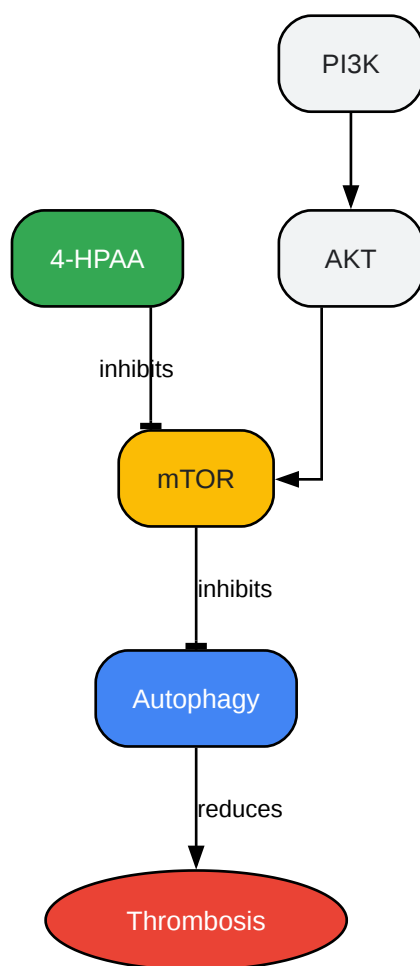 PI3K
4-HPAA
AKT
inhibits
mTOR
inhibits
Autophagy
reduces
Thrombosis